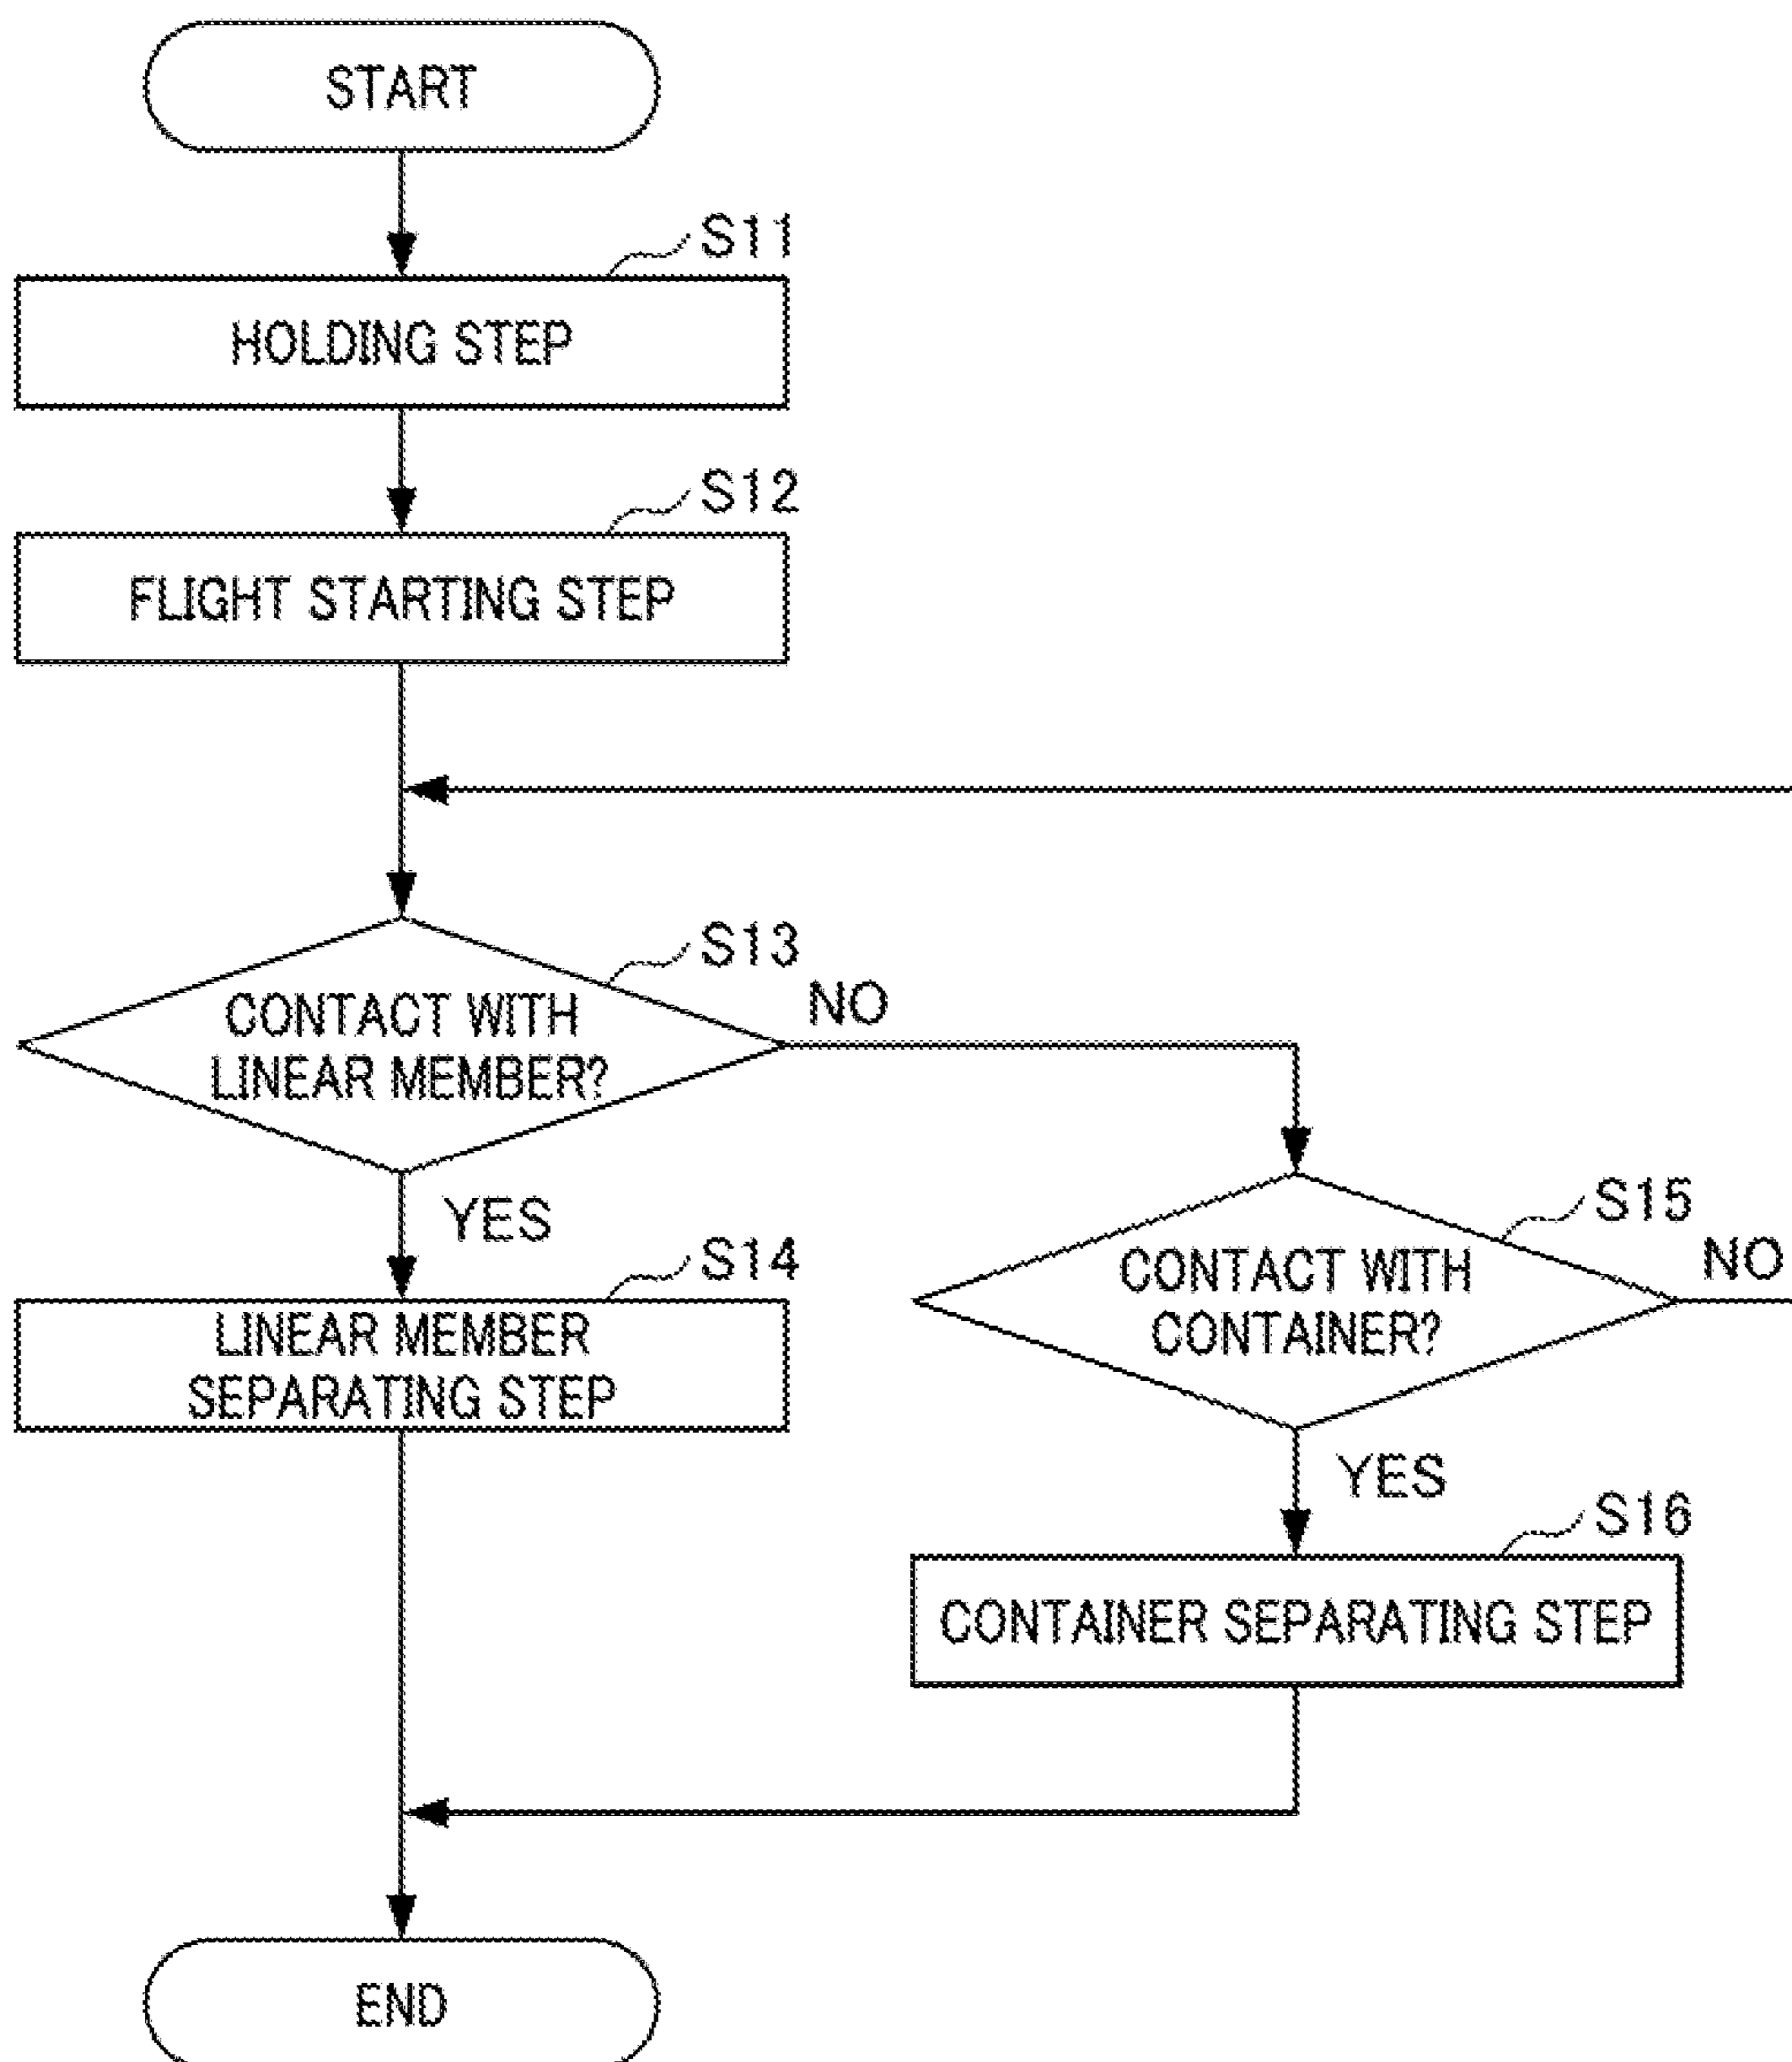 START
S11
HOLDING STEP
S12
FLIGHT STARTING STEP
S13
CONTACT WITH
LINEAR MEMBER?
NO
YES
S14
LINEAR MEMBER
SEPARATING STEP
S15
CONTACT WITH
CONTAINER?
NO
YES
S16
CONTAINER SEPARATING STEP
END